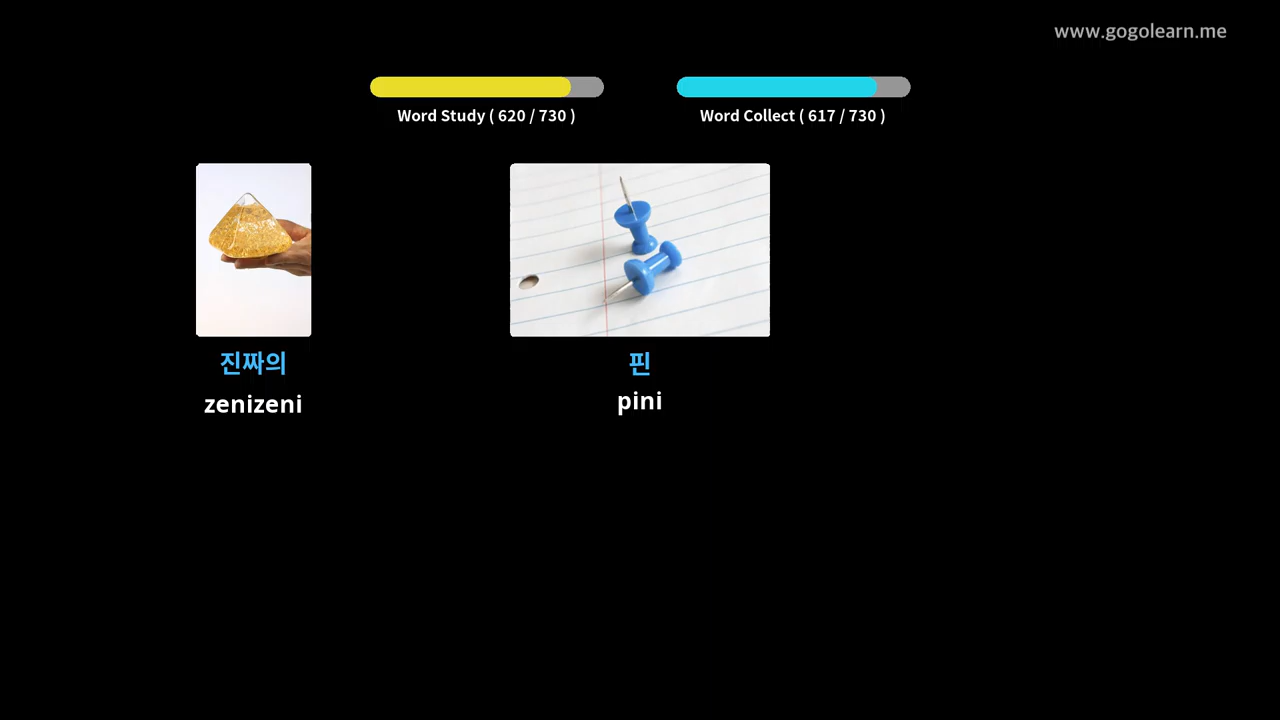 www.gogolearn.me
Word Study ( 620 / 730 )
Word Collect ( 617 / 730 )
진짜의
zenizeni
핀
pini